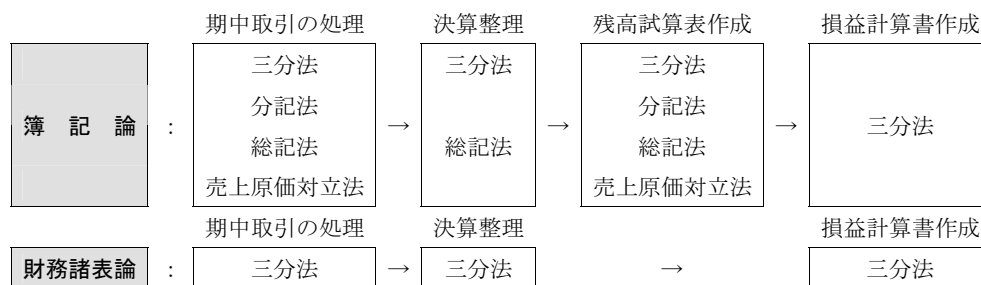 期中取引の処理 決算整理 残高試算表作成 損益計算書作成
三分法 三分法 三分法
分記法 分記法
簿 記 論 : → → → 三分法
総記法 総記法 総記法
売上原価対立法 売上原価対立法
期中取引の処理 決算整理 損益計算書作成
財務諸表論 : 三分法 → 三分法 → 三分法